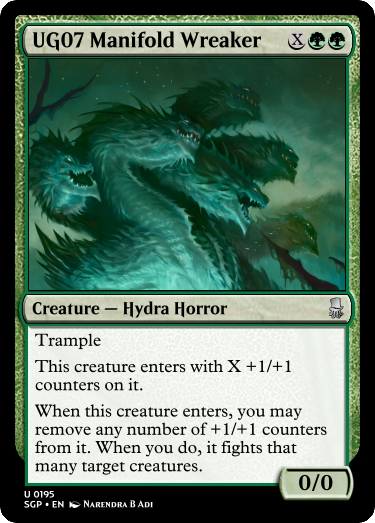 UG07 Manifold Wreaker X
Creature — Hydra Horror
Trample
This creature enters with X +1/+1
counters on it.
When this creature enters, you may
remove any number of +1/+1 counters
from it. When you do, it fights that
many target creatures.
0/0
U 0195
SGP • EN Narendra B Adi